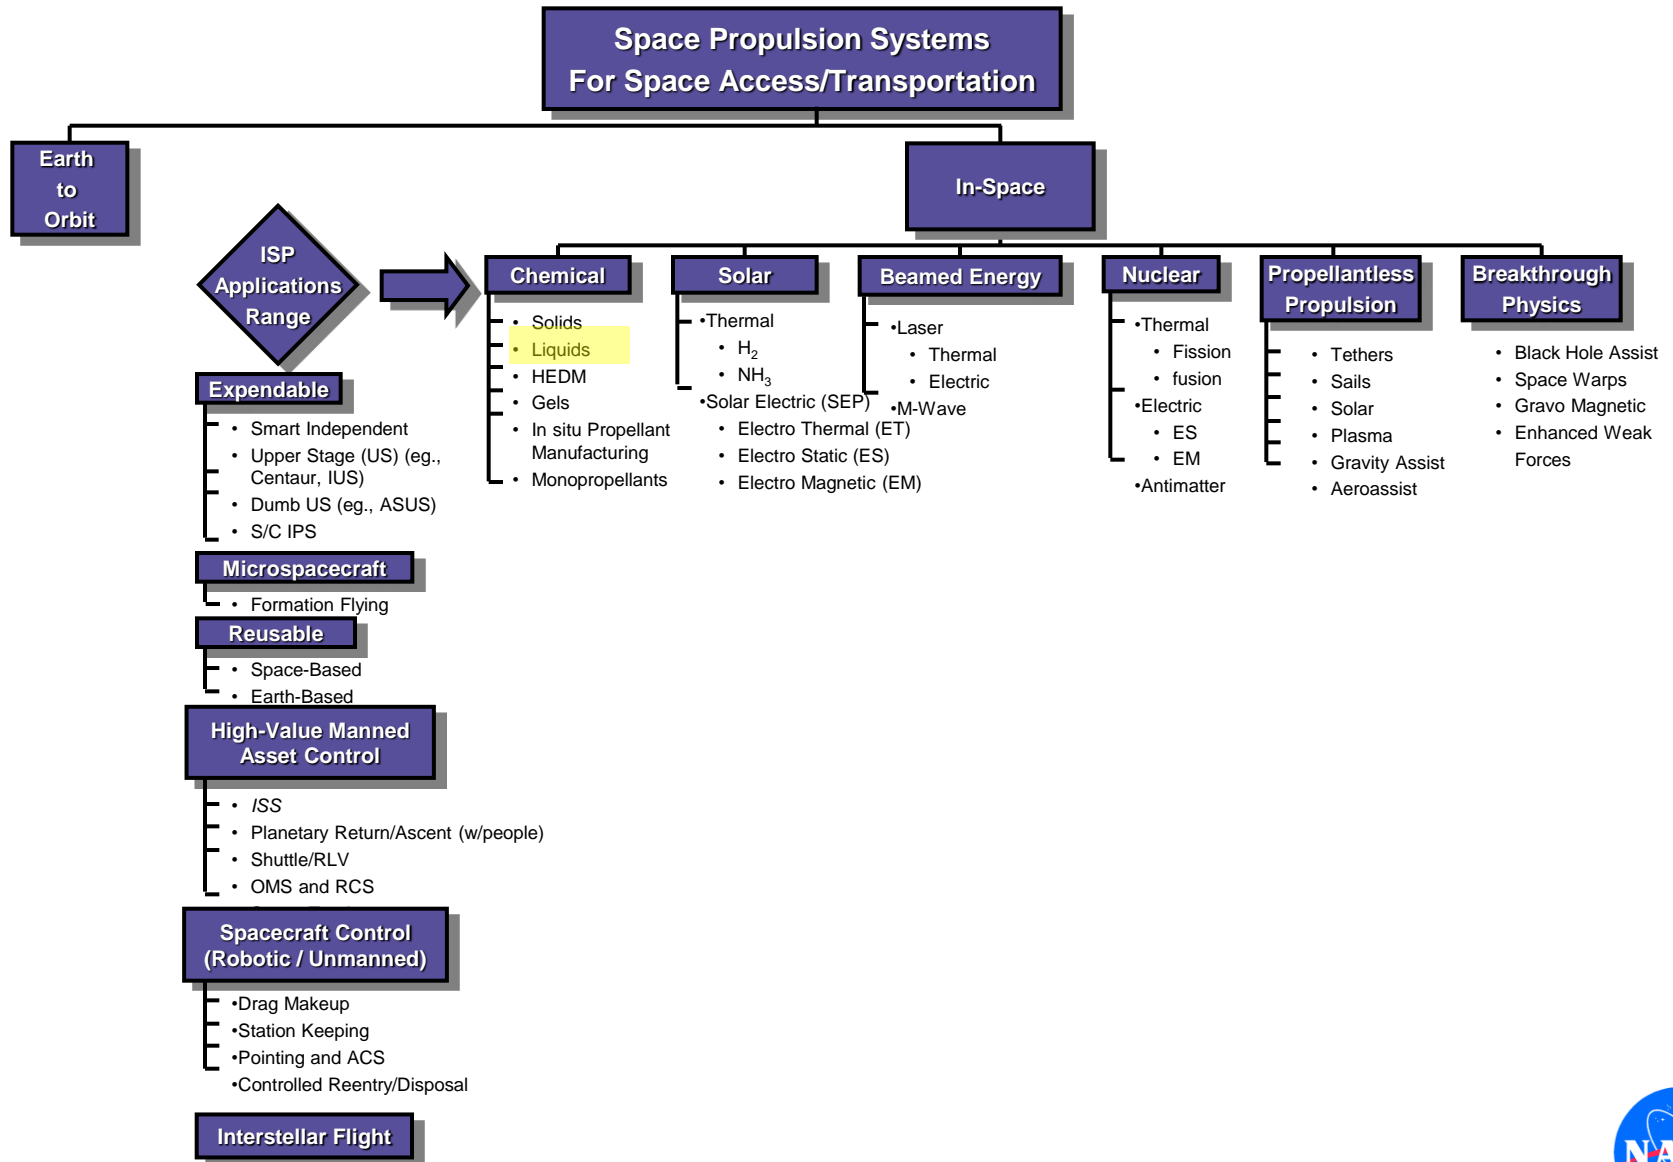 Space Propulsion Systems
For Space Access/Transportation
Earth
to
Orbit
In-Space
ISP
Applications
Range
Chemical
• Solids
• Liquids
• HEDM
• Gels
• In situ Propellant
Manufacturing
• Monopropellants
Solar
•Thermal
• H₂
• NH₃
•Solar Electric (SEP)
• Electro Thermal (ET)
• Electro Static (ES)
• Electro Magnetic (EM)
Beamed Energy
•Laser
• Thermal
• Electric
•M-Wave
Nuclear
•Thermal
• Fission
• fusion
•Electric
• ES
• EM
•Antimatter
Propellantless
Propulsion
• Tethers
• Sails
• Solar
• Plasma
• Gravity Assist
• Aeroassist
Breakthrough
Physics
• Black Hole Assist
• Space Warps
• Gravo Magnetic
• Enhanced Weak
Forces
Expendable
• Smart Independent
• Upper Stage (US) (eg.,
Centaur, IUS)
• Dumb US (eg., ASUS)
• S/C IPS
Microspacecraft
• Formation Flying
Reusable
• Space-Based
• Earth-Based
High-Value Manned
Asset Control
• ISS
• Planetary Return/Ascent (w/people)
• Shuttle/RLV
• OMS and RCS
Spacecraft Control
(Robotic / Unmanned)
•Drag Makeup
•Station Keeping
•Pointing and ACS
•Controlled Reentry/Disposal
Interstellar Flight